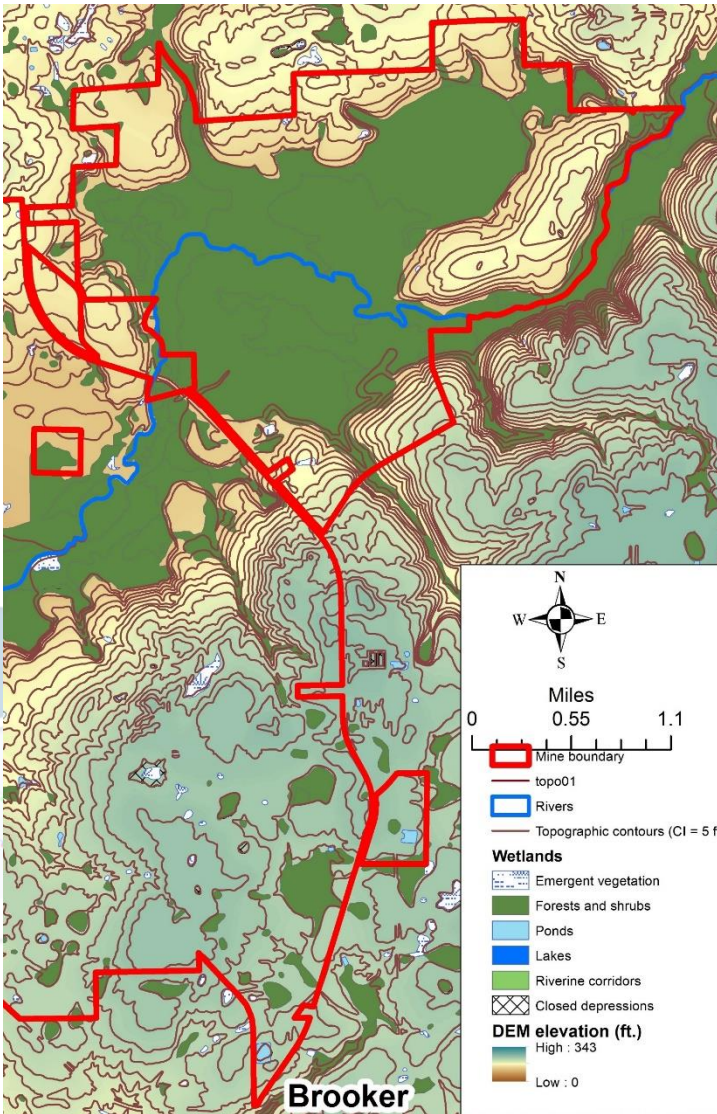 N
W E
S
Miles
0 0.55 1.1
Mine boundary
topo01
Rivers
Topographic contours (CI = 5 f
Wetlands
Emergent vegetation
Forests and shrubs
Ponds
Lakes
Riverine corridors
Closed depressions
DEM elevation (ft.)
High : 343
Low : 0
Brooker